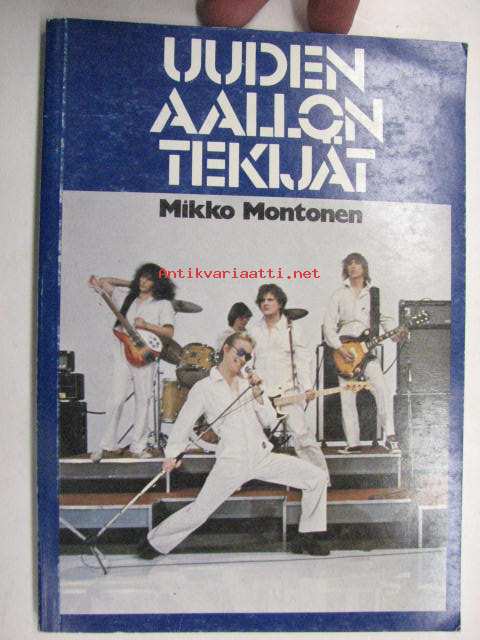 UUDEN
AALLON
TEKIJÄT
Mikko Montonen
Antikvariaatti.net